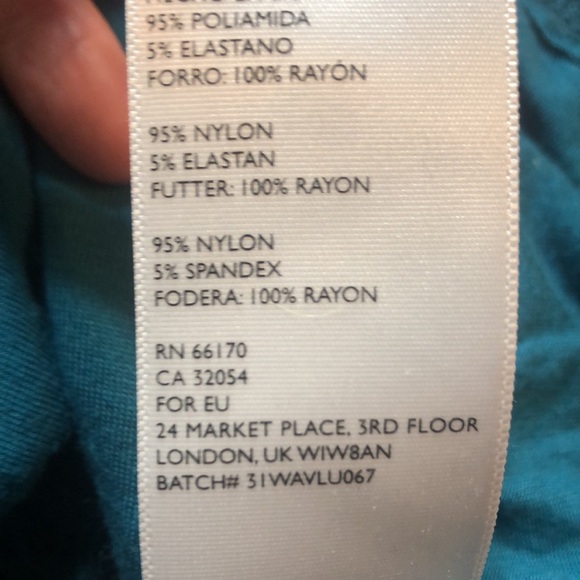 95% POLIAMIDA
5% ELASTANO
FORRO: 100% RAYÓN
95% NYLON
5% ELASTAN
FUTTER: 100% RAYON
95% NYLON
5% SPANDEX
FODERA: 100% RAYON
RN 66170
CA 32054
FOR EU
24 MARKET PLACE, 3RD FLOOR
LONDON, UK W1W8AN
BATCH# 31WAVLU067